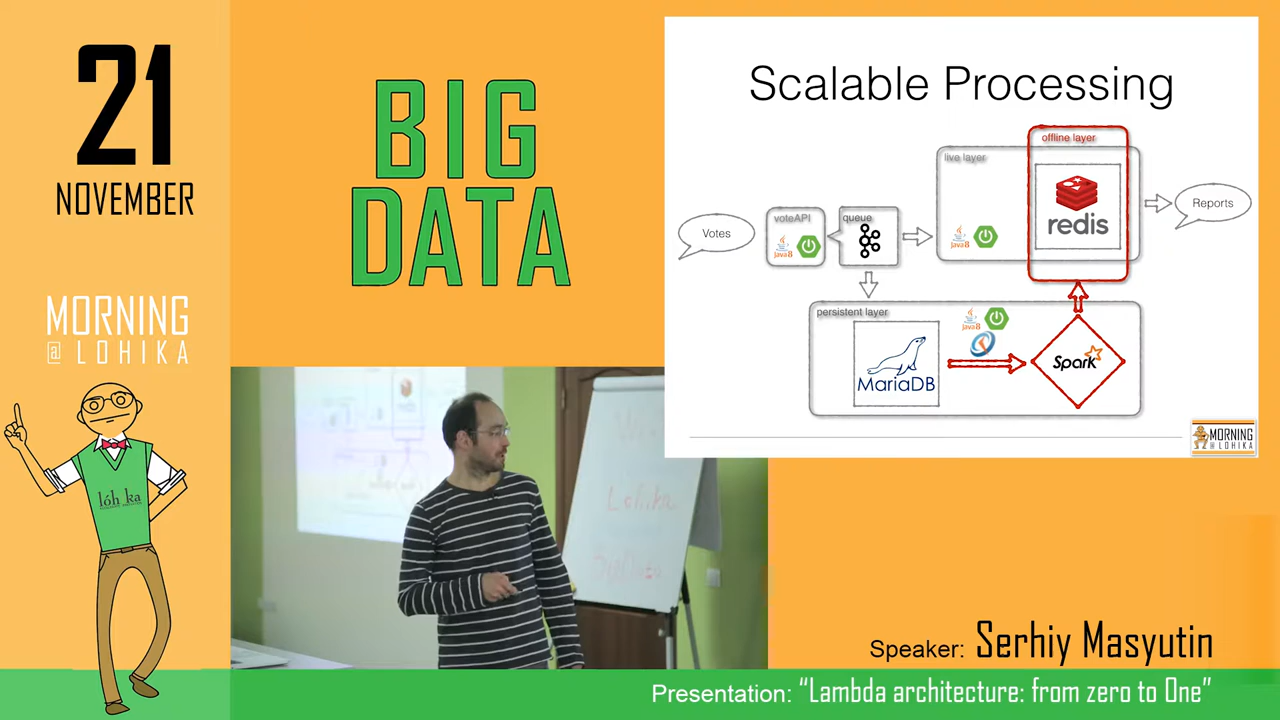 21
NOVEMBER
MORNING
@LOHIKA
lóhika
BIG
DATA
Scalable Processing
offline layer
live layer
redis
Reports
Votes
voteAPI
Java8
queue
Java8
persistent layer
MariaDB
Java8
Spark
MORNING
@LOHIKA
Speaker: Serhiy Masyutin
Presentation: “Lambda architecture: from zero to One”